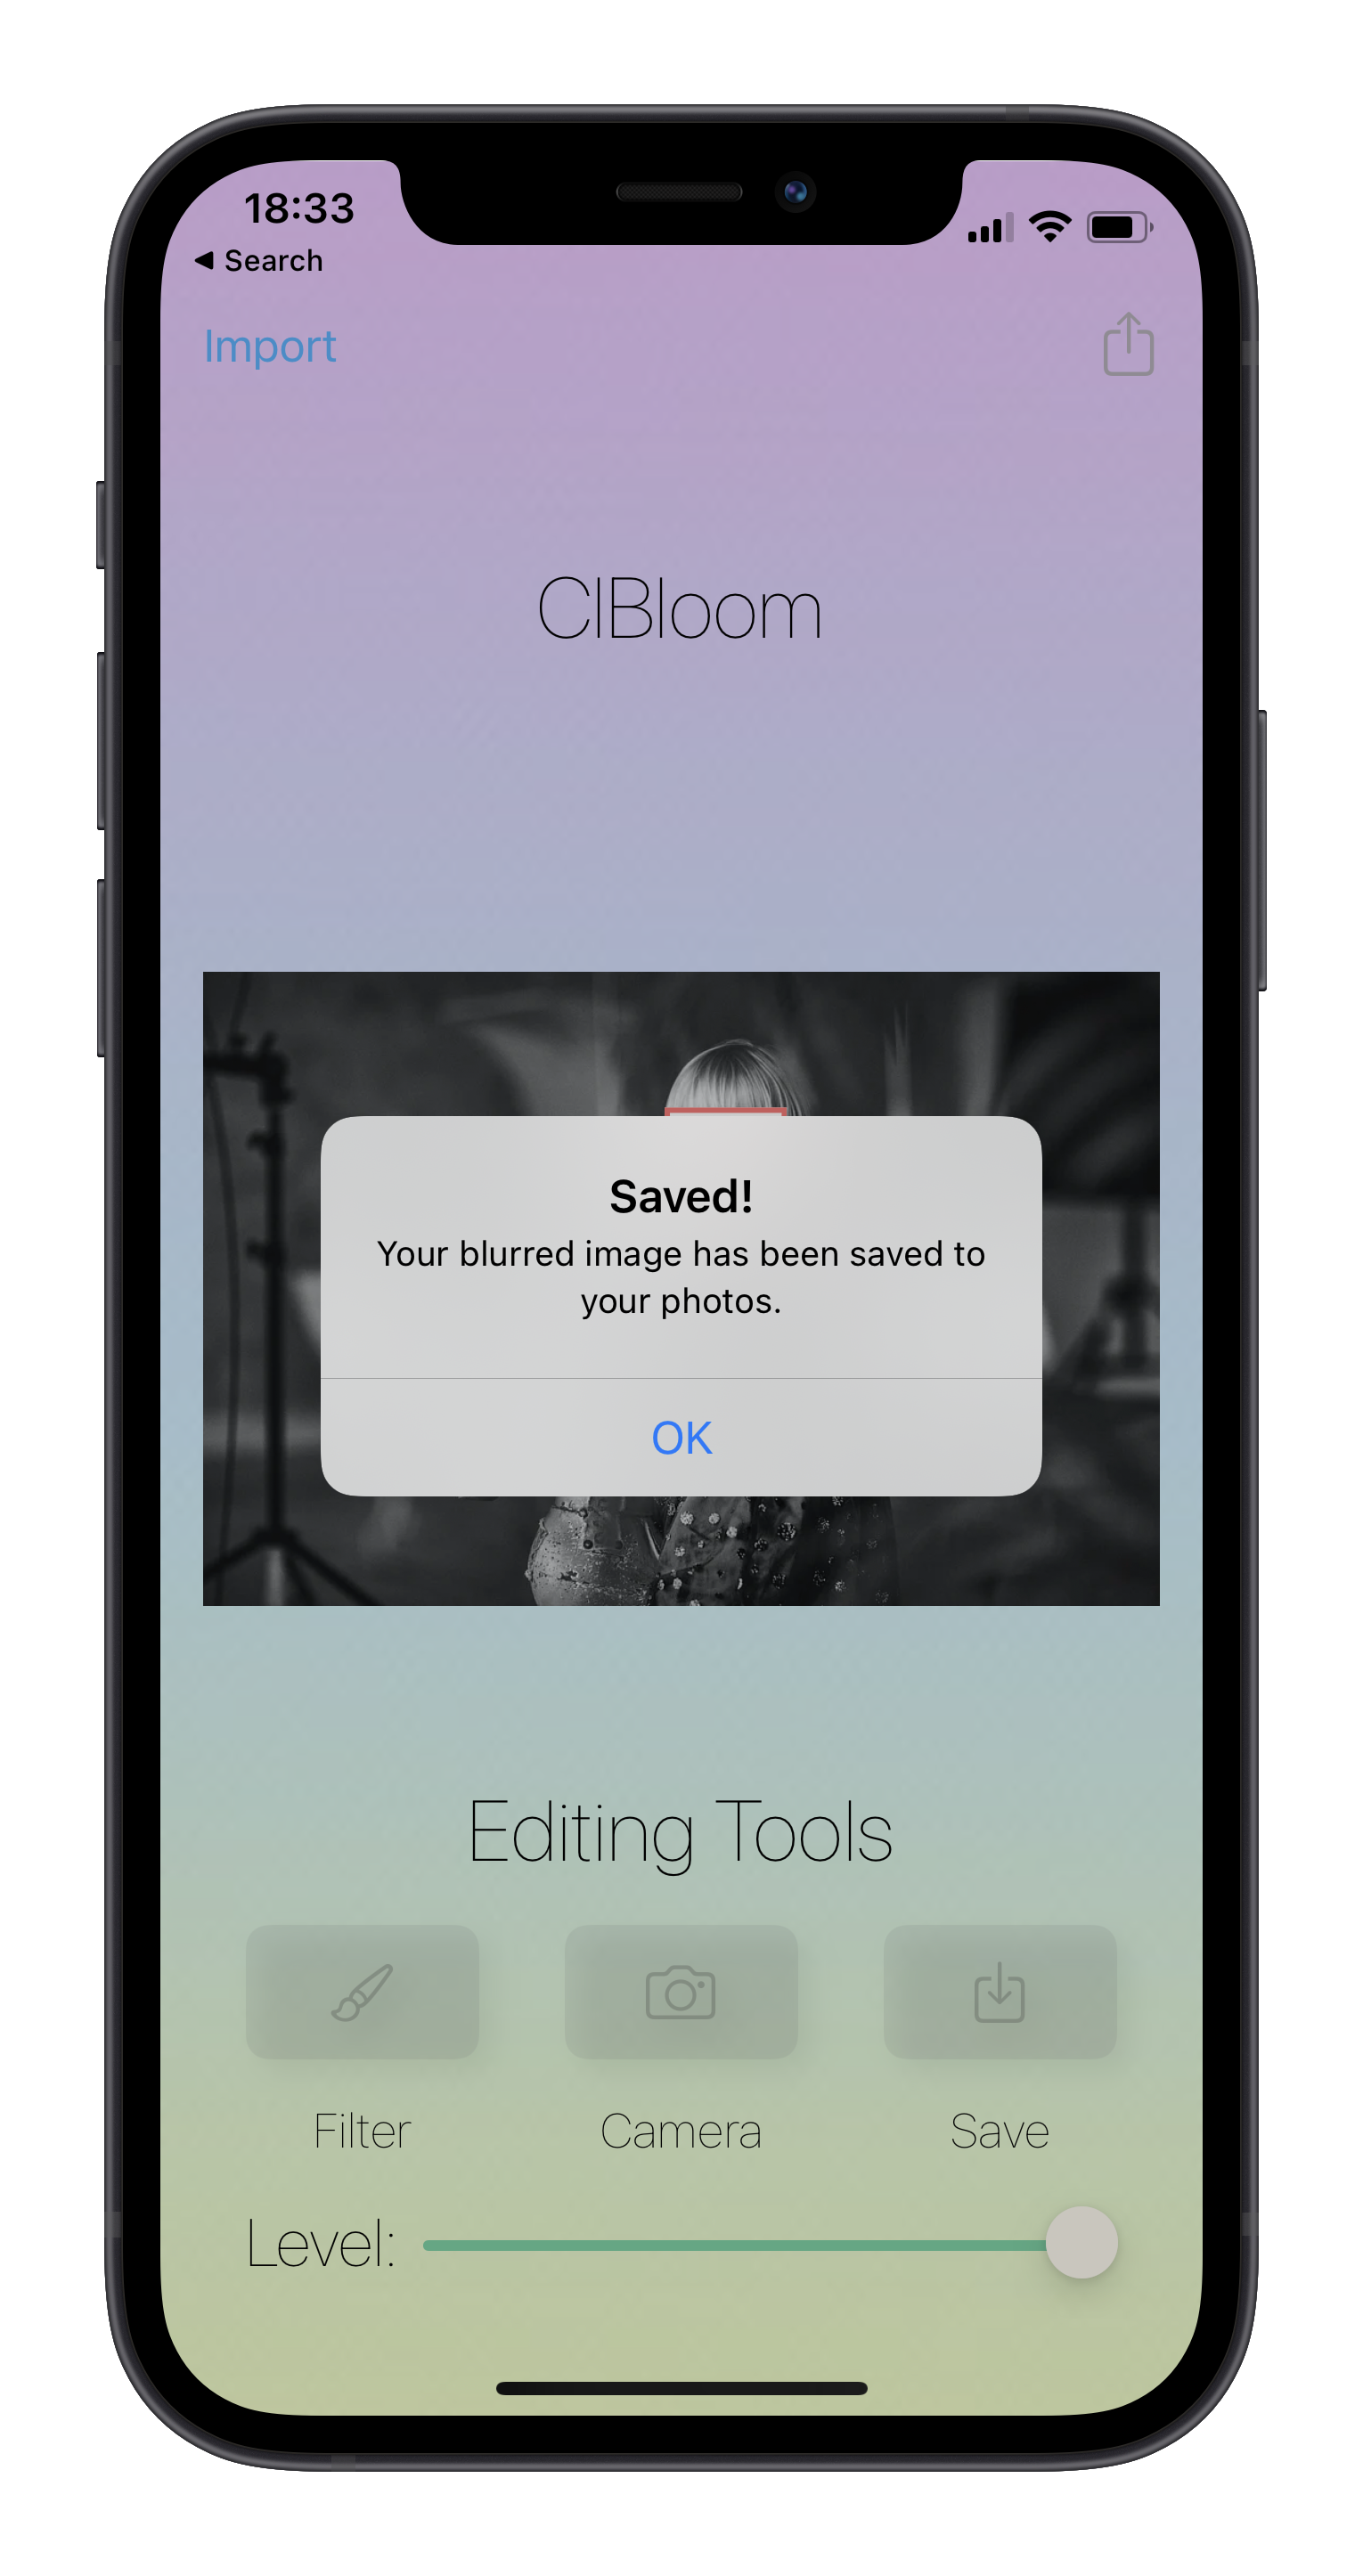 18:33
◀ Search
Import
CIBloom
Saved!
Your blurred image has been saved to
your photos.
OK
Editing Tools
Filter
Camera
Save
Level: